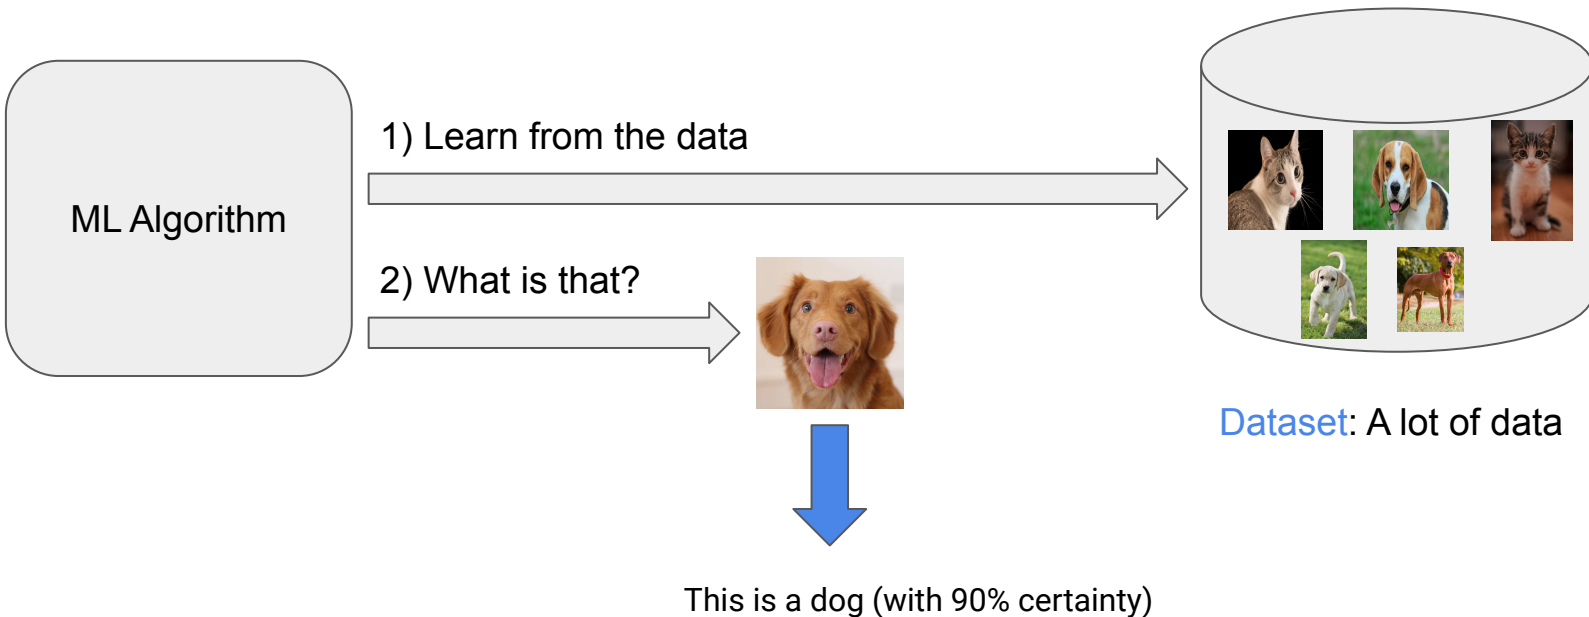 ML Algorithm
1) Learn from the data
2) What is that?
Dataset: A lot of data
This is a dog (with 90% certainty)